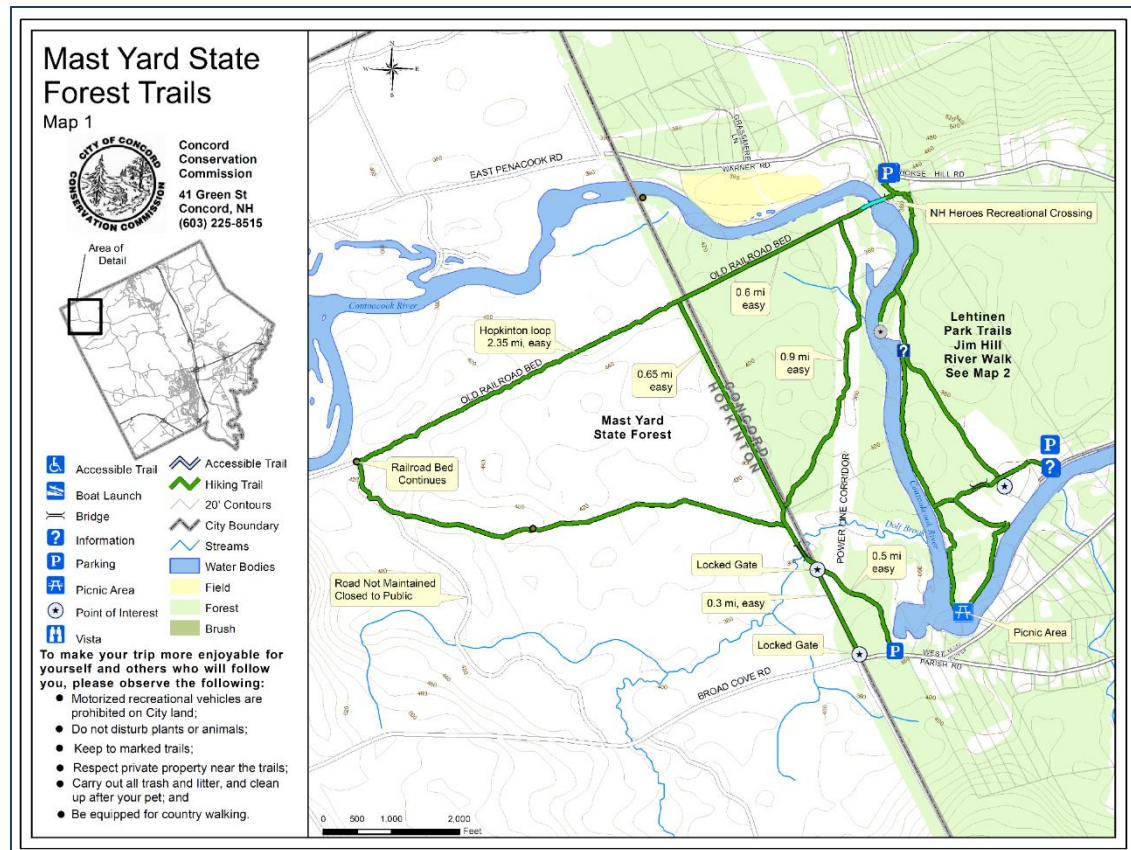 Mast Yard State
Forest Trails
Map 1
CITY OF CONCORD
CONSERVATION COMMISSION
Concord
Conservation
Commission
41 Green St
Concord, NH
(603) 225-8515
Area of
Detail
Accessible Trail
Boat Launch
Bridge
Information
Parking
Picnic Area
Point of Interest
Vista
Accessible Trail
Hiking Trail
20' Contours
City Boundary
Streams
Water Bodies
Field
Forest
Brush
To make your trip more enjoyable for
yourself and others who will follow
you, please observe the following:
● Motorized recreational vehicles are
prohibited on City land;
● Do not disturb plants or animals;
● Keep to marked trails;
● Respect private property near the trails;
● Carry out all trash and litter, and clean
up after your pet; and
● Be equipped for country walking.
N
W E
S
EAST PENACOOK RD
GRASSMERE
LN
WARNER RD
P
HORSE HILL RD
NH Heroes Recreational Crossing
OLD RAILROAD BED
Contoocook River
0.6 mi
easy
Hopkinton loop
2.35 mi, easy
Lehtinen
Park Trails
Jim Hill
River Walk
See Map 2
?
OLD RAILROAD BED
0.65 mi
easy
0.9 mi
easy
CONCORD
HOPKINTON
Mast Yard
State Forest
P
?
Railroad Bed
Continues
POWER LINE CORRIDOR
Contoocook River
Dolf Brook
Locked Gate
0.5 mi
easy
Road Not Maintained
Closed to Public
0.3 mi, easy
Picnic Area
Locked Gate
P
WEST
PARISH RD
BROAD COVE RD
0 500 1,000 2,000
Feet